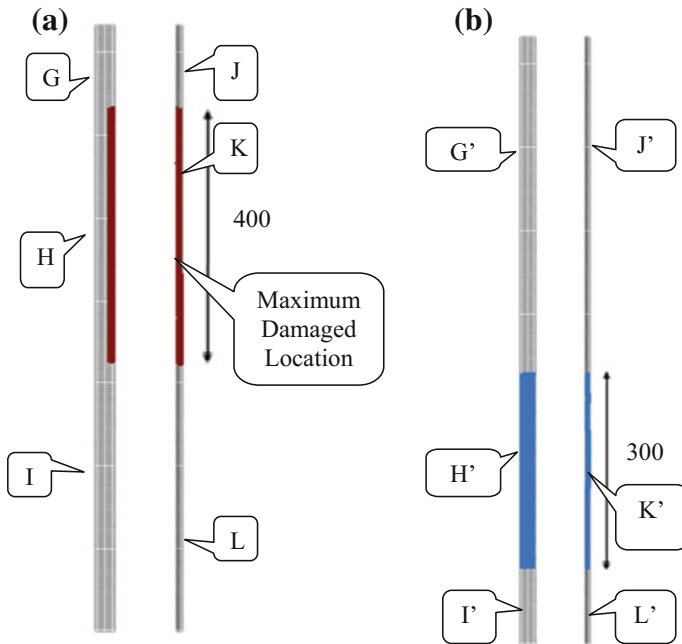 (a)
(b)
G
J
K
H
400
Maximum
Damaged
Location
I
L
G’
J’
H’
300
K’
I’
L’